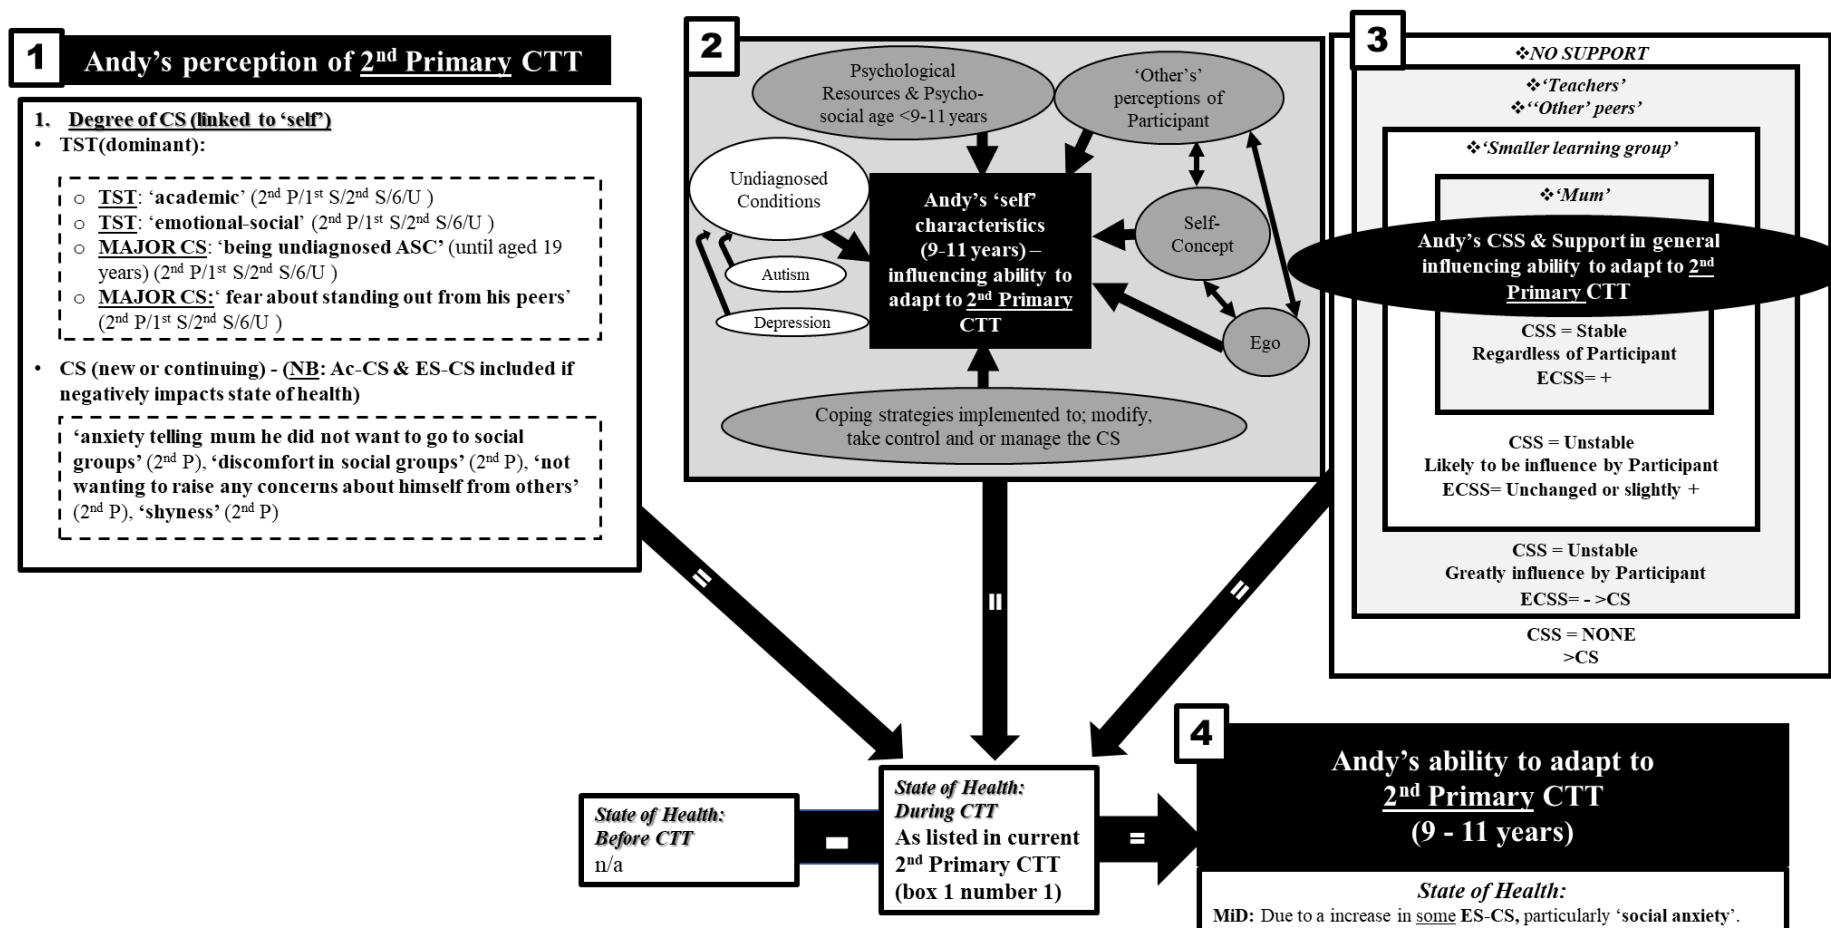 1
Andy's perception of 2nd Primary CTT
1. Degree of CS (linked to 'self')
• TST(dominant):
o TST: 'academic' (2nd P/1st S/2nd S/6/U )
o TST: 'emotional-social' (2nd P/1st S/2nd S/6/U )
o MAJOR CS: 'being undiagnosed ASC' (until aged 19
years) (2nd P/1st S/2nd S/6/U )
o MAJOR CS:' fear about standing out from his peers'
(2nd P/1st S/2nd S/6/U )
• CS (new or continuing) - (NB: Ac-CS & ES-CS included if
negatively impacts state of health)
'anxiety telling mum he did not want to go to social
groups' (2nd P), 'discomfort in social groups' (2nd P), 'not
wanting to raise any concerns about himself from others'
(2nd P), 'shyness' (2nd P)
2
Psychological
Resources & Psycho-
social age <9-11 years
'Other's'
perceptions of
Participant
Undiagnosed
Conditions
Autism
Depression
Andy's 'self'
characteristics
(9-11 years) –
influencing ability to
adapt to 2nd Primary
CTT
Self-
Concept
Ego
Coping strategies implemented to; modify,
take control and or manage the CS
3
❖NO SUPPORT
❖'Teachers'
❖''Other' peers'
❖'Smaller learning group'
❖'Mum'
Andy's CSS & Support in general
influencing ability to adapt to 2nd
Primary CTT
CSS = Stable
Regardless of Participant
ECSS= +
CSS = Unstable
Likely to be influence by Participant
ECSS= Unchanged or slightly +
CSS = Unstable
Greatly influence by Participant
ECSS= - >CS
CSS = NONE
>CS
=
=
=
State of Health:
Before CTT
n/a
-
State of Health:
During CTT
As listed in current
2nd Primary CTT
(box 1 number 1)
=
4
Andy's ability to adapt to
2nd Primary CTT
(9 - 11 years)
State of Health:
MiD: Due to a increase in some ES-CS, particularly 'social anxiety'.